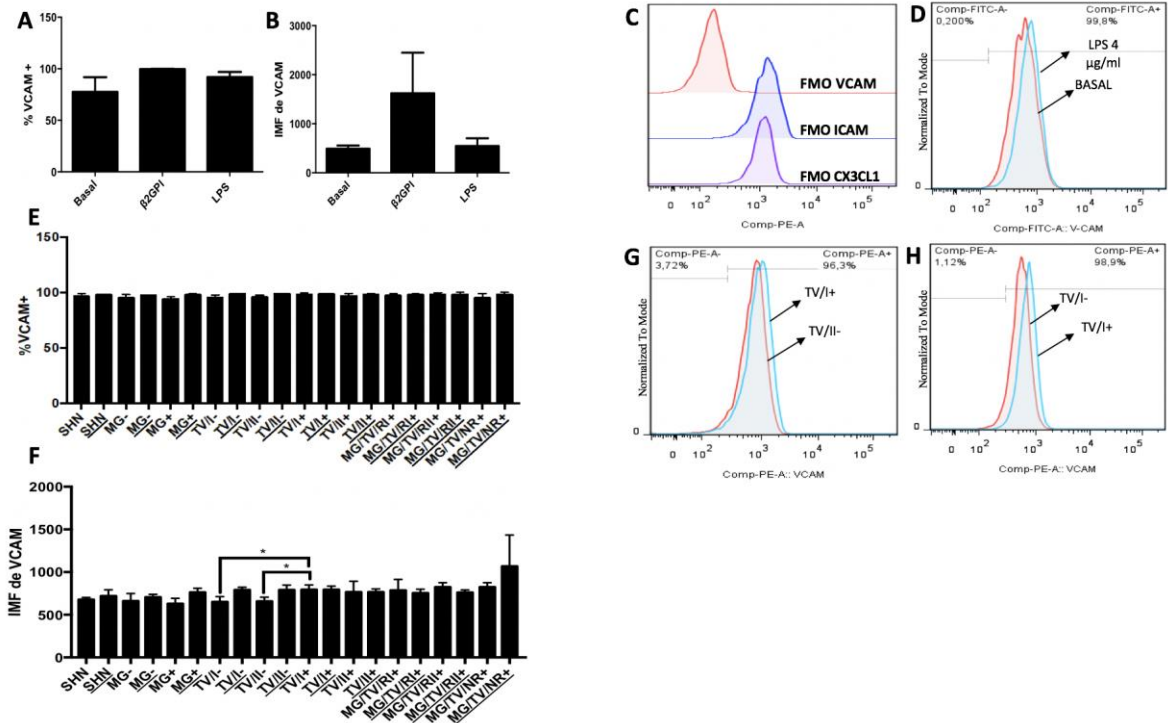 A
% VCAM +
150
100
50
0
Basal
β2GPI
LPS
B
IMF de VCAM
3000
2000
1000
0
Basal
β2GPI
LPS
C
FMO VCAM
FMO ICAM
FMO CX3CL1
0 10² 10³ 10⁴ 10⁵
Comp-PE-A
D
Comp-FITC-A-
0,200%
Comp-FITC-A+
99,8%
LPS 4
µg/ml
BASAL
Normalized To Mode
0
0 10² 10³ 10⁴ 10⁵
Comp-FITC-A:: V-CAM
E
%VCAM+
150
100
50
0
SHN
SHN
MG-
MG-
MG+
MG+
TV/I-
TV/I-
TV/II-
TV/II-
TV/I+
TV/I+
TV/II+
TV/II+
MG/TV/RI+
MG/TV/RI+
MG/TV/RII+
MG/TV/RII+
MG/TV/NR+
MG/TV/NR+
F
IMF de VCAM
2000
1500
1000
500
0
*
*
SHN
SHN
MG-
MG-
MG+
MG+
TV/I-
TV/I-
TV/II-
TV/II-
TV/I+
TV/I+
TV/II+
TV/II+
MG/TV/RI+
MG/TV/RI+
MG/TV/RII+
MG/TV/RII+
MG/TV/NR+
MG/TV/NR+
G
Comp-PE-A-
3,72%
Comp-PE-A+
96,3%
TV/I+
TV/II-
Normalized To Mode
0
0 10² 10³ 10⁴ 10⁵
Comp-PE-A:: VCAM
H
Comp-PE-A-
1,12%
Comp-PE-A+
98,9%
TV/I-
TV/I+
Normalized To Mode
0
0 10² 10³ 10⁴ 10⁵
Comp-PE-A:: VCAM